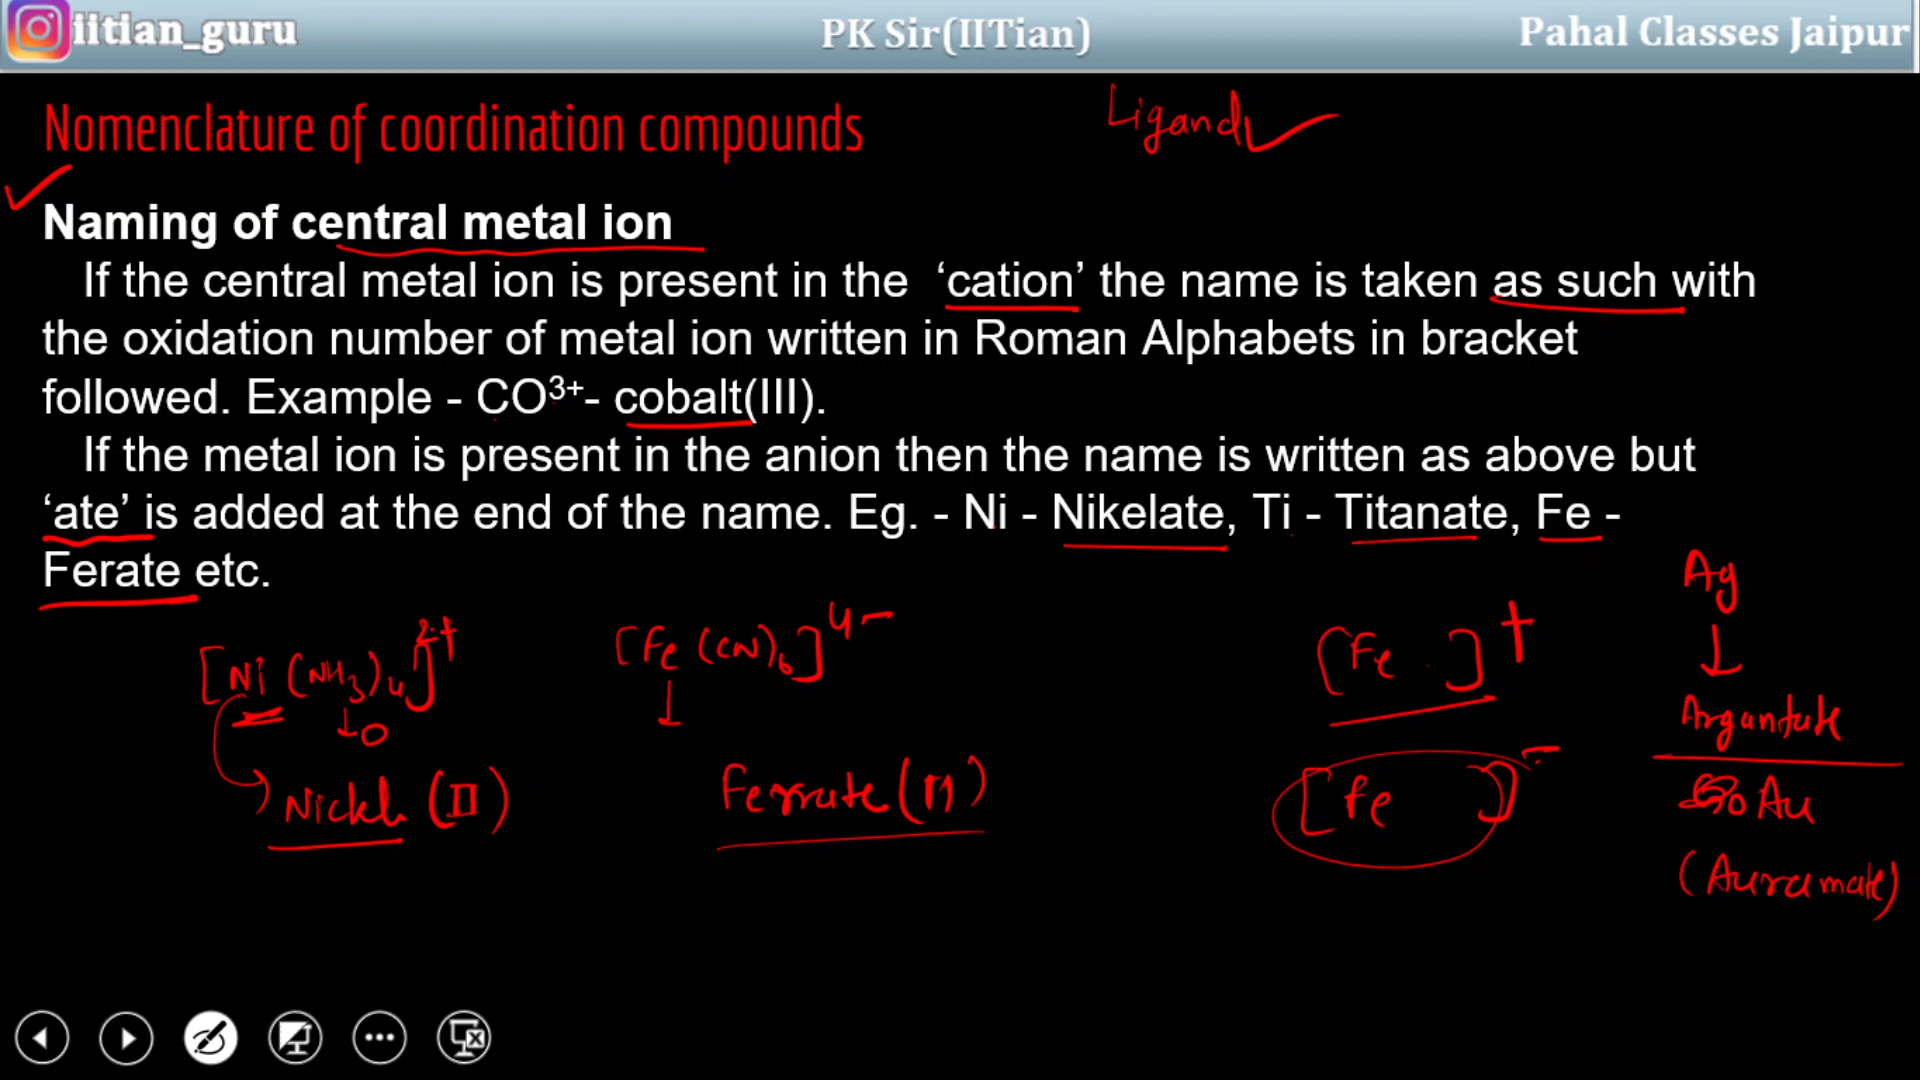 iitian_guru PK Sir(IITian) Pahal Classes Jaipur
Nomenclature of coordination compounds
Ligand
Naming of central metal ion
If the central metal ion is present in the ‘cation’ the name is taken as such with
the oxidation number of metal ion written in Roman Alphabets in bracket
followed. Example - CO³⁺- cobalt(III).
If the metal ion is present in the anion then the name is written as above but
‘ate’ is added at the end of the name. Eg. - Ni - Nikelate, Ti - Titanate, Fe -
Ferate etc.
[Ni(NH₃)₄]²⁺ [Fe(CN)₆]⁴⁻ [Fe ]⁺ Ag
↓0 ↓ ↓
Ferrate(II) [Fe ]⁻
(II) Au